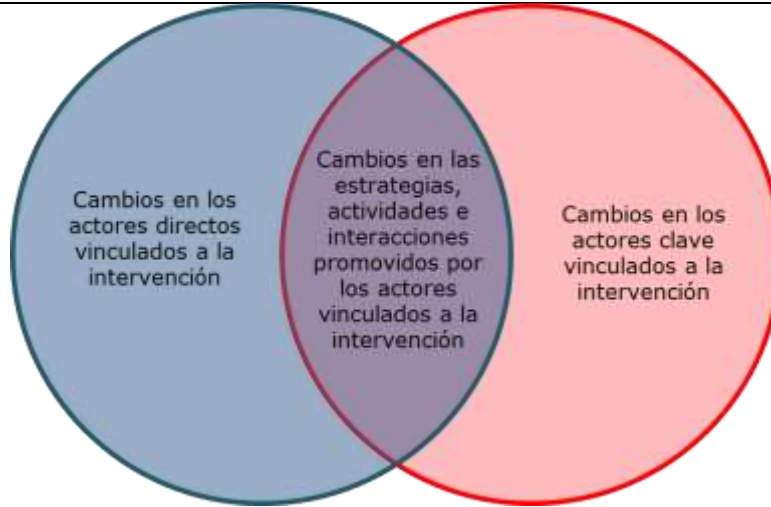 Cambios en los
actores directos
vinculados a la
intervención
Cambios en las
estrategias,
actividades e
interacciones
promovidos por
los actores
vinculados a la
intervención
Cambios en los
actores clave
vinculados a la
intervención